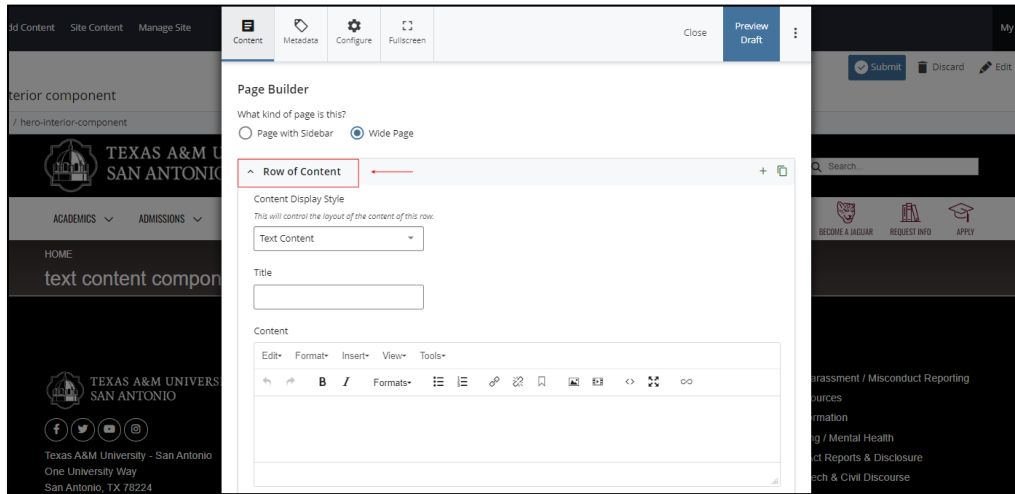 dd Content Site Content Manage Site
My
Content Metadata Configure Fullscreen Close Preview Draft
Submit Discard Edit
terior component
/ hero-interior-component
Page Builder
What kind of page is this?
Page with Sidebar Wide Page
TEXAS A&M U
SAN ANTONIO
Search...
Row of Content
Content Display Style
This will control the layout of the content of this row.
Text Content
ACADEMICS ADMISSIONS
BECOME A JAGUAR REQUEST INFO APPLY
HOME
text content compon
Title
Content
Edit Format Insert View Tools
B I Formats
TEXAS A&M UNIVERS
SAN ANTONIO
Texas A&M University - San Antonio
One University Way
San Antonio, TX 78224
arassment / Misconduct Reporting
ources
rmation
ng / Mental Health
ct Reports & Disclosure
ech & Civil Discourse